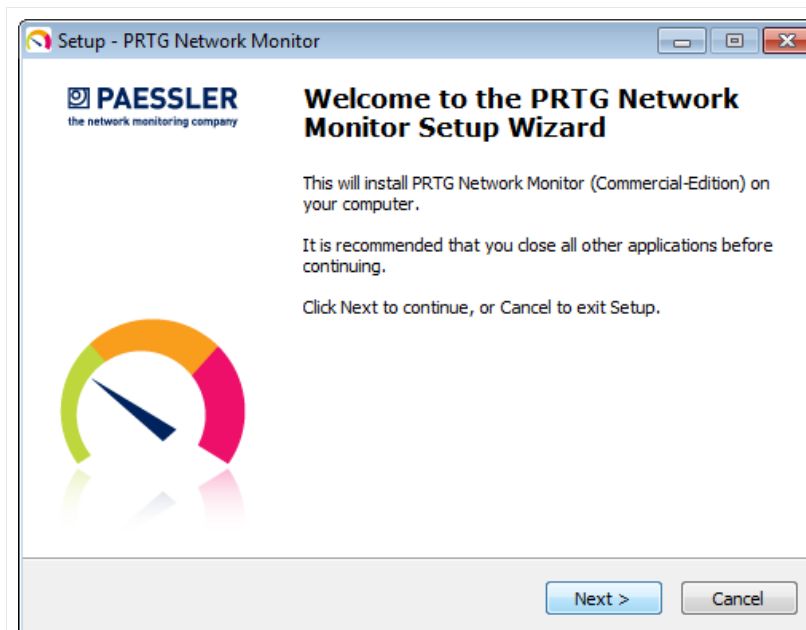 Setup - PRTG Network Monitor
PAESSLER
the network monitoring company
Welcome to the PRTG Network
Monitor Setup Wizard
This will install PRTG Network Monitor (Commercial-Edition) on
your computer.
It is recommended that you close all other applications before
continuing.
Click Next to continue, or Cancel to exit Setup.
Next >
Cancel